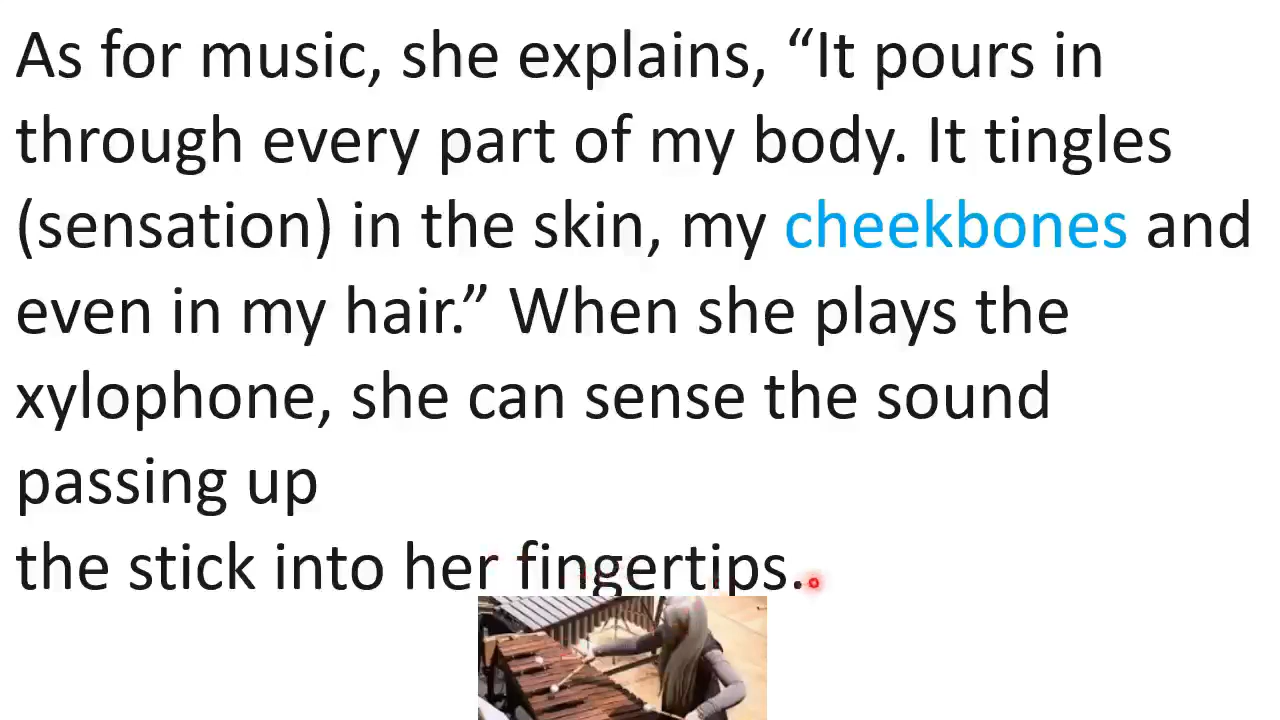 As for music, she explains, “It pours in
through every part of my body. It tingles
(sensation) in the skin, my cheekbones and
even in my hair.” When she plays the
xylophone, she can sense the sound
passing up
the stick into her fingertips.